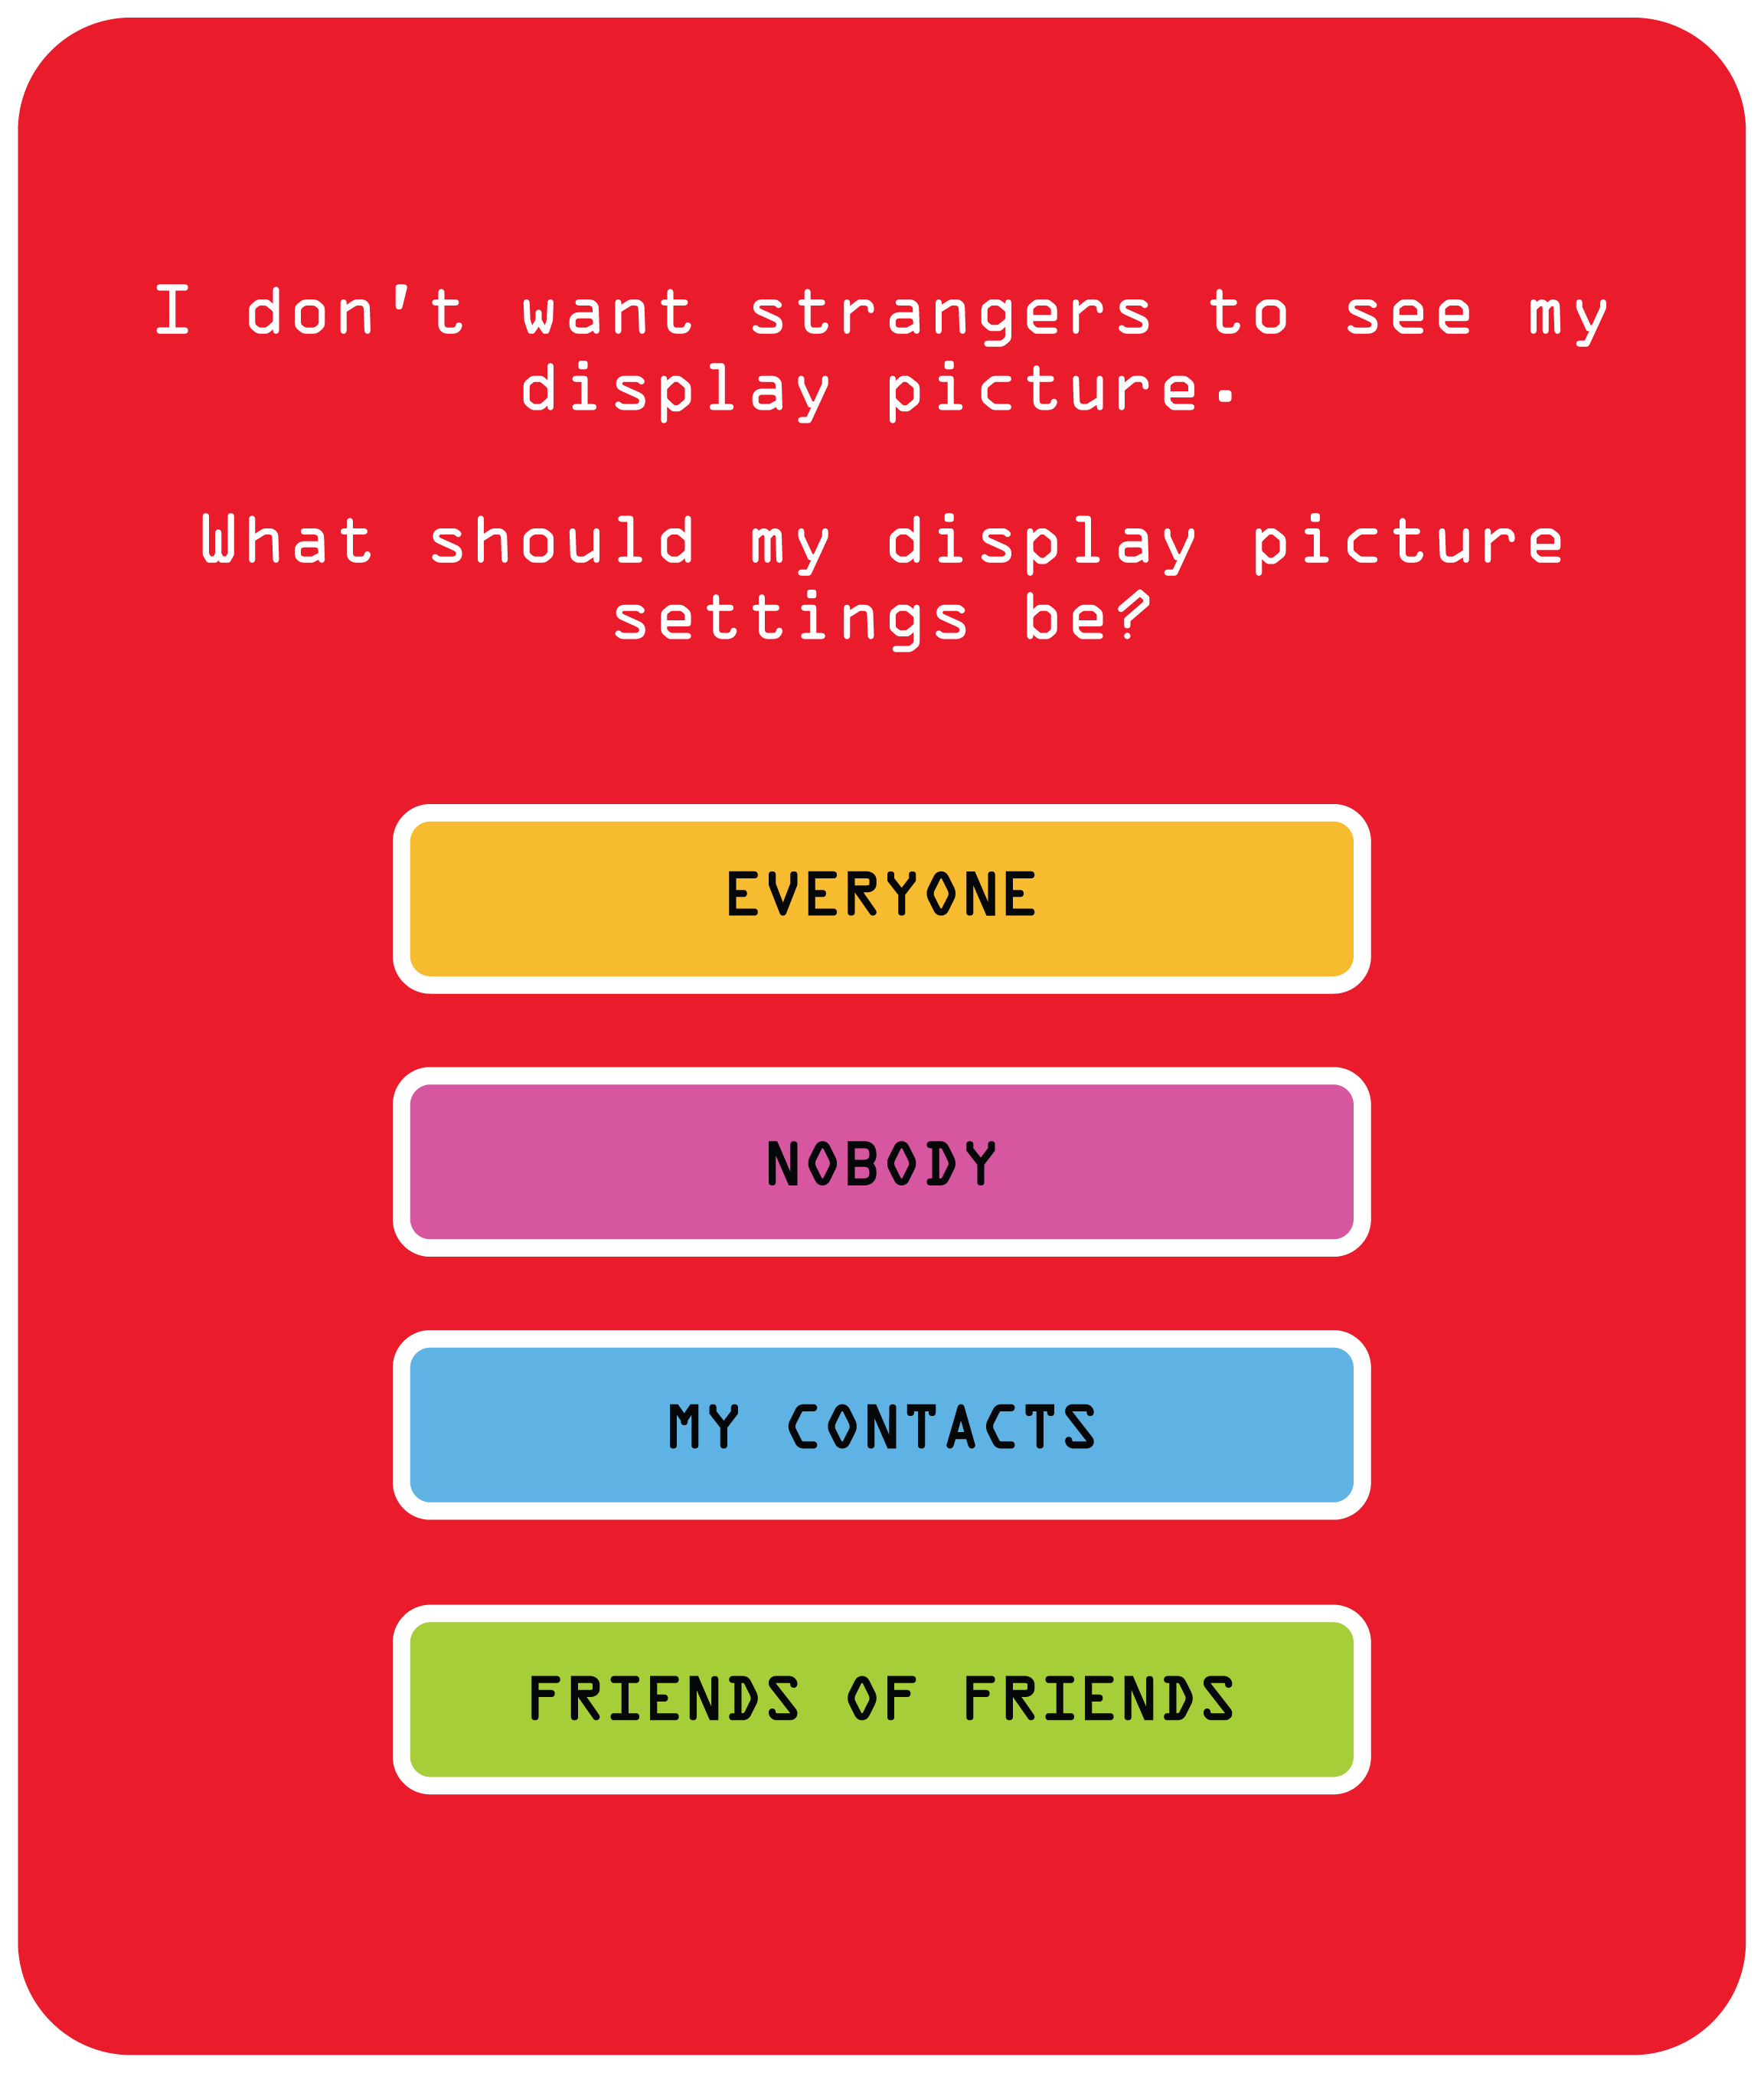 I don't want strangers to see my
display picture.
What should my display picture
settings be?
EVERYONE
NOBODY
MY CONTACTS
FRIENDS OF FRIENDS